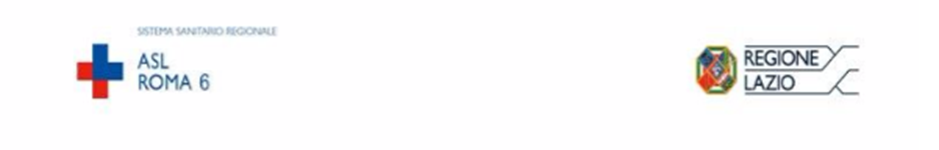 SISTEMA SANITARIO REGIONALE
ASL
ROMA 6
REGIONE
LAZIO